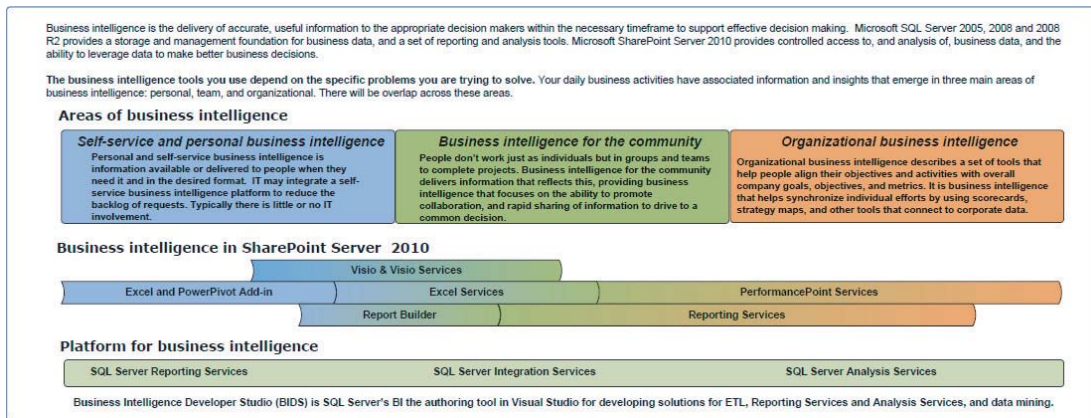 Business intelligence is the delivery of accurate, useful information to the appropriate decision makers within the necessary timeframe to support effective decision making. Microsoft SQL Server 2005, 2008 and 2008
R2 provides a storage and management foundation for business data, and a set of reporting and analysis tools. Microsoft SharePoint Server 2010 provides controlled access to, and analysis of, business data, and the
ability to leverage data to make better business decisions.
The business intelligence tools you use depend on the specific problems you are trying to solve. Your daily business activities have associated information and insights that emerge in three main areas of
business intelligence: personal, team, and organizational. There will be overlap across these areas.
Areas of business intelligence
Self-service and personal business intelligence
Personal and self-service business intelligence is
information available or delivered to people when they
need it and in the desired format. IT may integrate a self-
service business intelligence platform to reduce the
backlog of requests. Typically there is little or no IT
involvement.
Business intelligence for the community
People don't work just as individuals but in groups and teams
to complete projects. Business intelligence for the community
delivers information that reflects this, providing business
intelligence that focuses on the ability to promote
collaboration, and rapid sharing of information to drive to a
common decision.
Organizational business intelligence
Organizational business intelligence describes a set of tools that
help people align their objectives and activities with overall
company goals, objectives, and metrics. It is business intelligence
that helps synchronize individual efforts by using scorecards,
strategy maps, and other tools that connect to corporate data.
Business intelligence in SharePoint Server 2010
Visio & Visio Services
Excel and PowerPivot Add-in
Excel Services
PerformancePoint Services
Report Builder
Reporting Services
Platform for business intelligence
SQL Server Reporting Services
SQL Server Integration Services
SQL Server Analysis Services
Business Intelligence Developer Studio (BIDS) is SQL Server's BI the authoring tool in Visual Studio for developing solutions for ETL, Reporting Services and Analysis Services, and data mining.